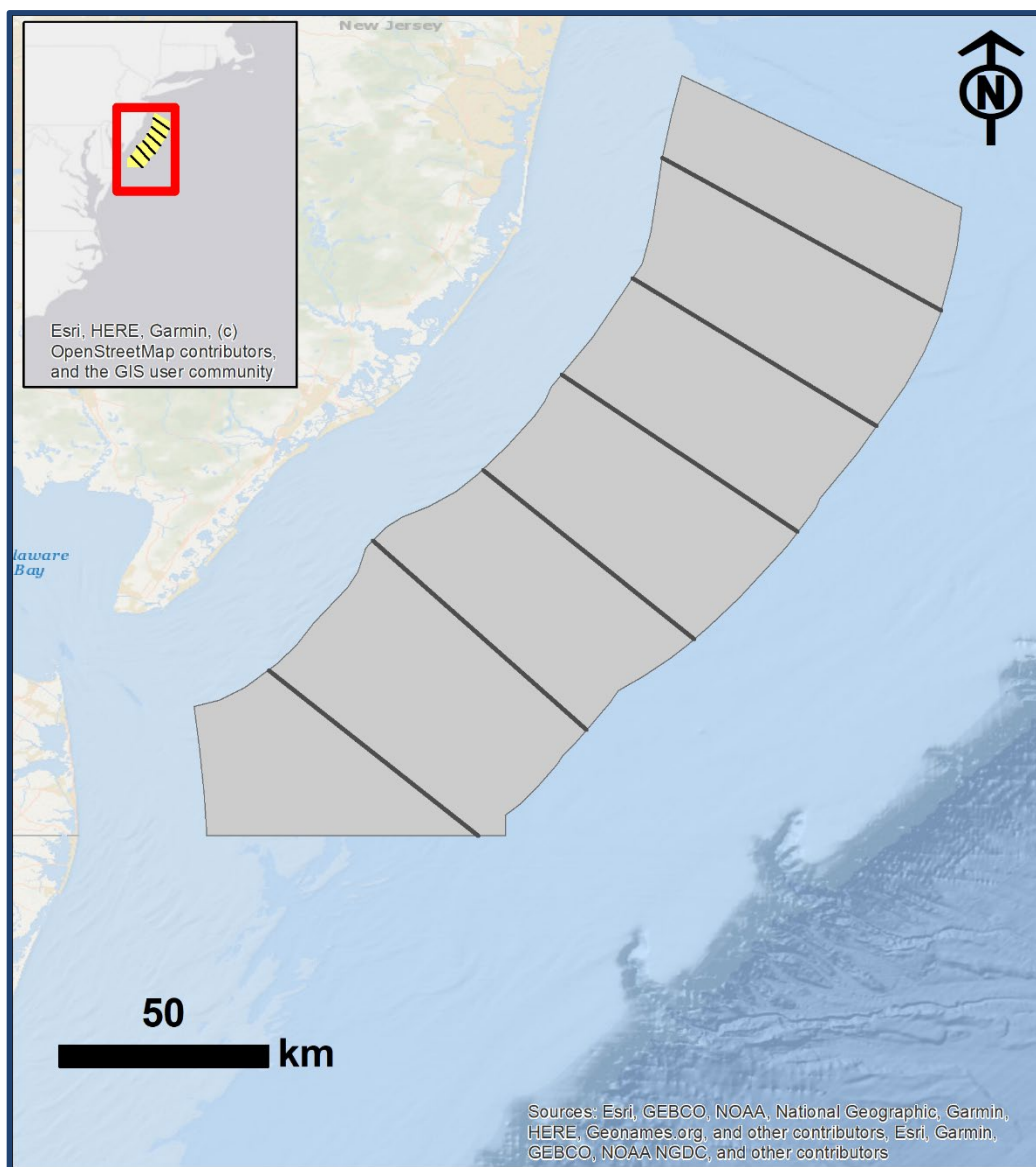 New Jersey
N
Esri, HERE, Garmin, (c)
OpenStreetMap contributors,
and the GIS user community
laware
Bay
50
km
Sources: Esri, GEBCO, NOAA, National Geographic, Garmin,
HERE, Geonames.org, and other contributors, Esri, Garmin,
GEBCO, NOAA NGDC, and other contributors